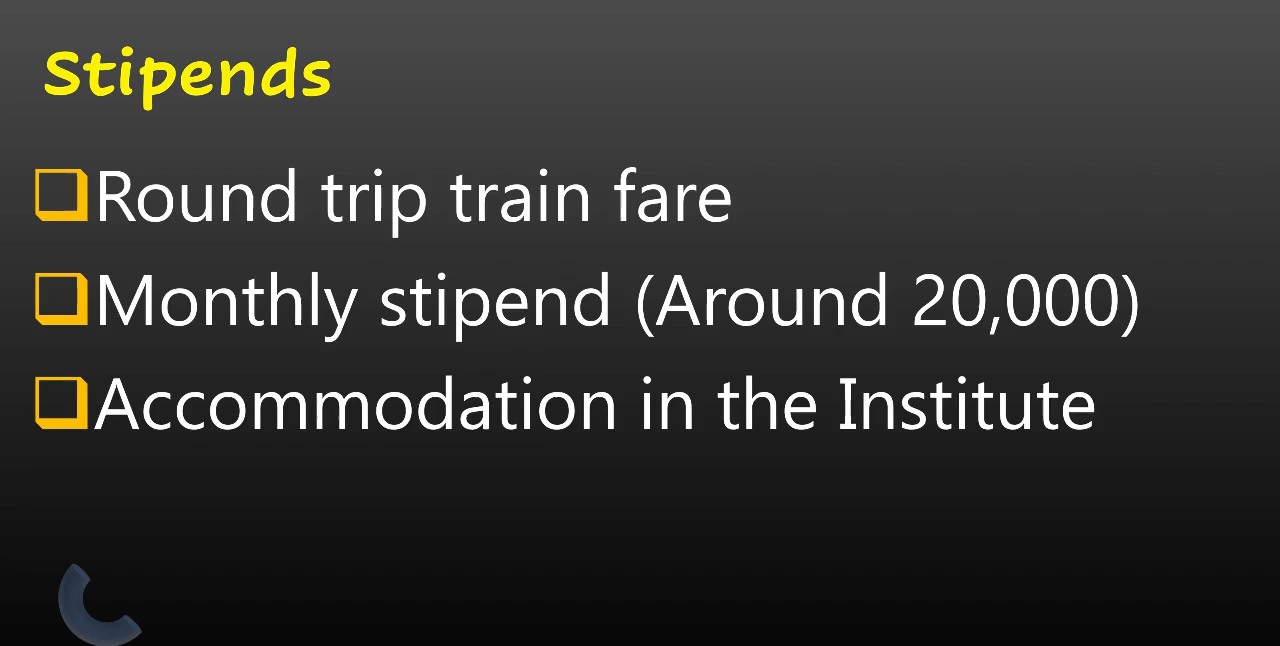 Stipends
Round trip train fare
Monthly stipend (Around 20,000)
Accommodation in the Institute